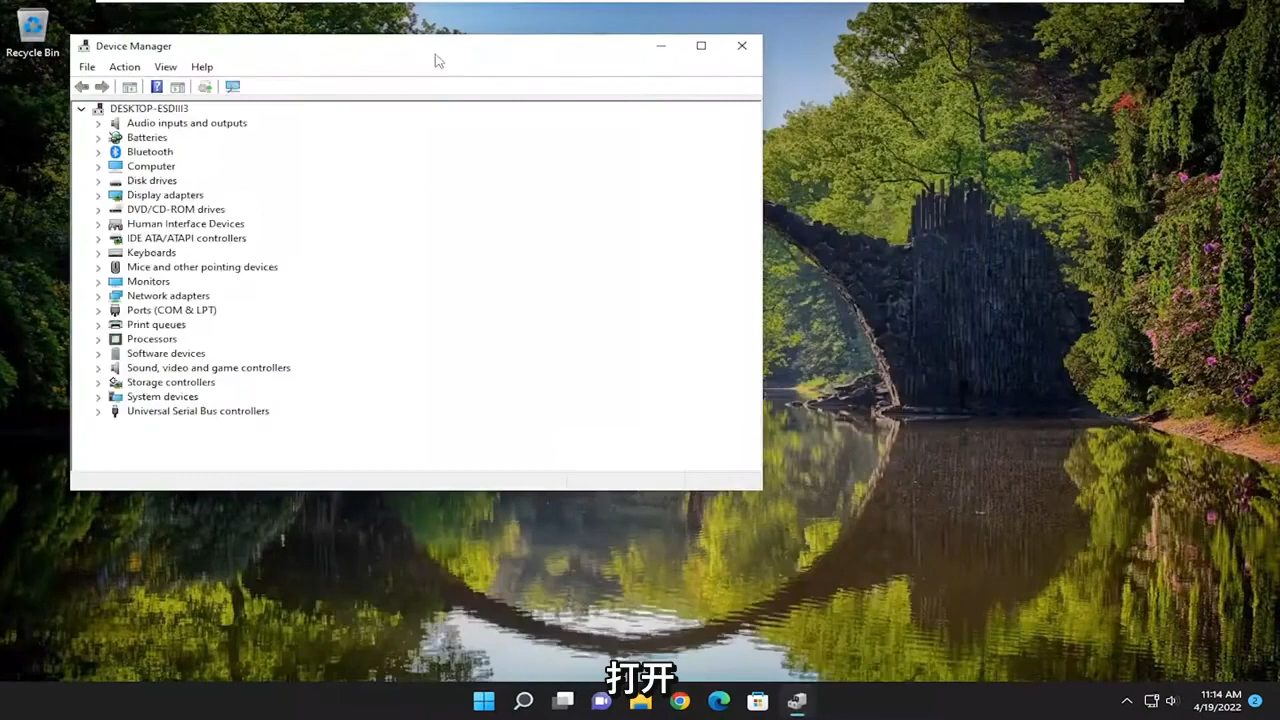 Recycle Bin
Device Manager
File Action View Help
DESKTOP-ESDIII3
Audio inputs and outputs
Batteries
Bluetooth
Computer
Disk drives
Display adapters
DVD/CD-ROM drives
Human Interface Devices
IDE ATA/ATAPI controllers
Keyboards
Mice and other pointing devices
Monitors
Network adapters
Ports (COM & LPT)
Print queues
Processors
Software devices
Sound, video and game controllers
Storage controllers
System devices
Universal Serial Bus controllers
打开
11:14 AM
4/19/2022
2